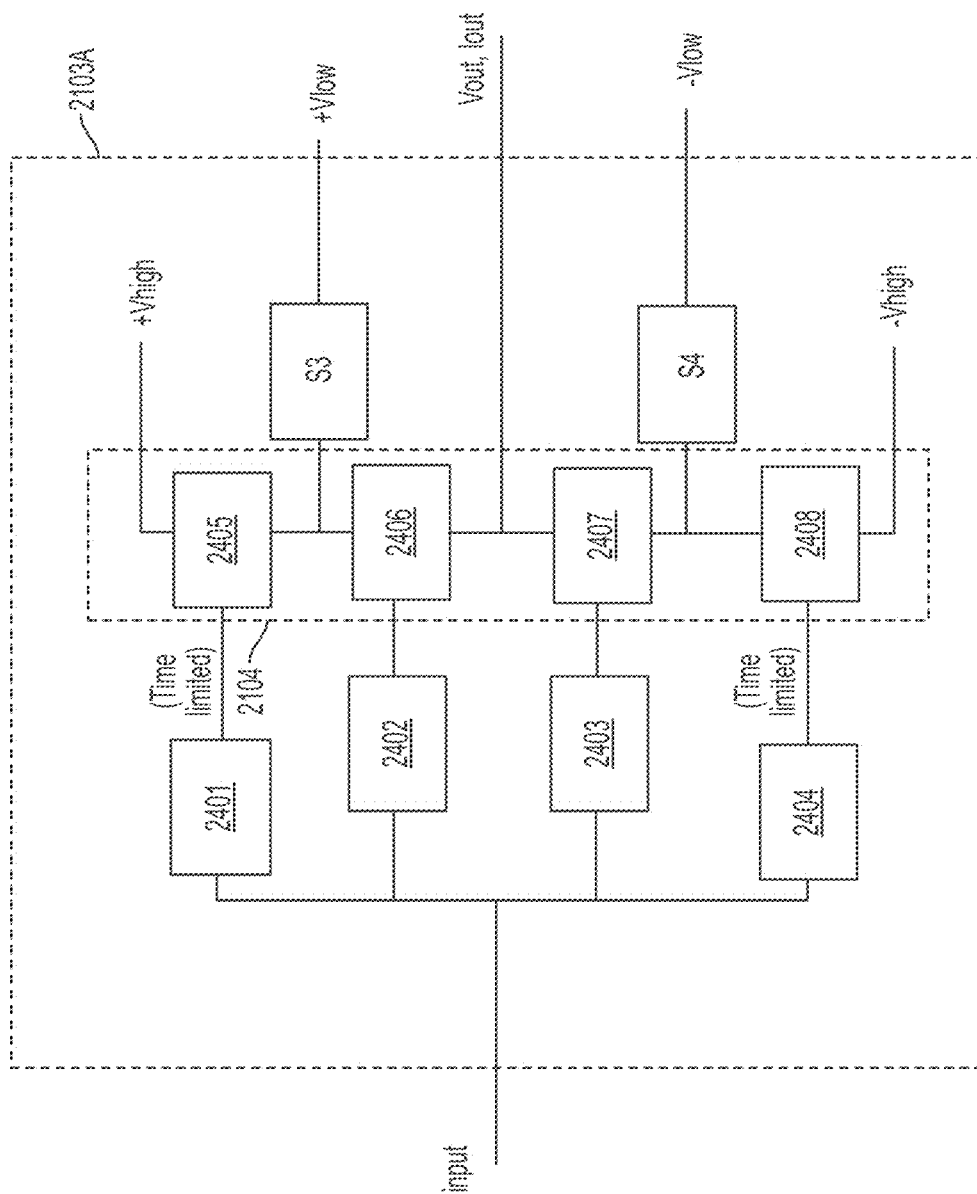 2103A
+Vhigh
+Vlow
2405
S3
(Time
limited)
2401
2104
2406
2402
Vout, Iout
input
2407
2403
S4
-Vlow
2408
(Time
limited)
2404
-Vhigh